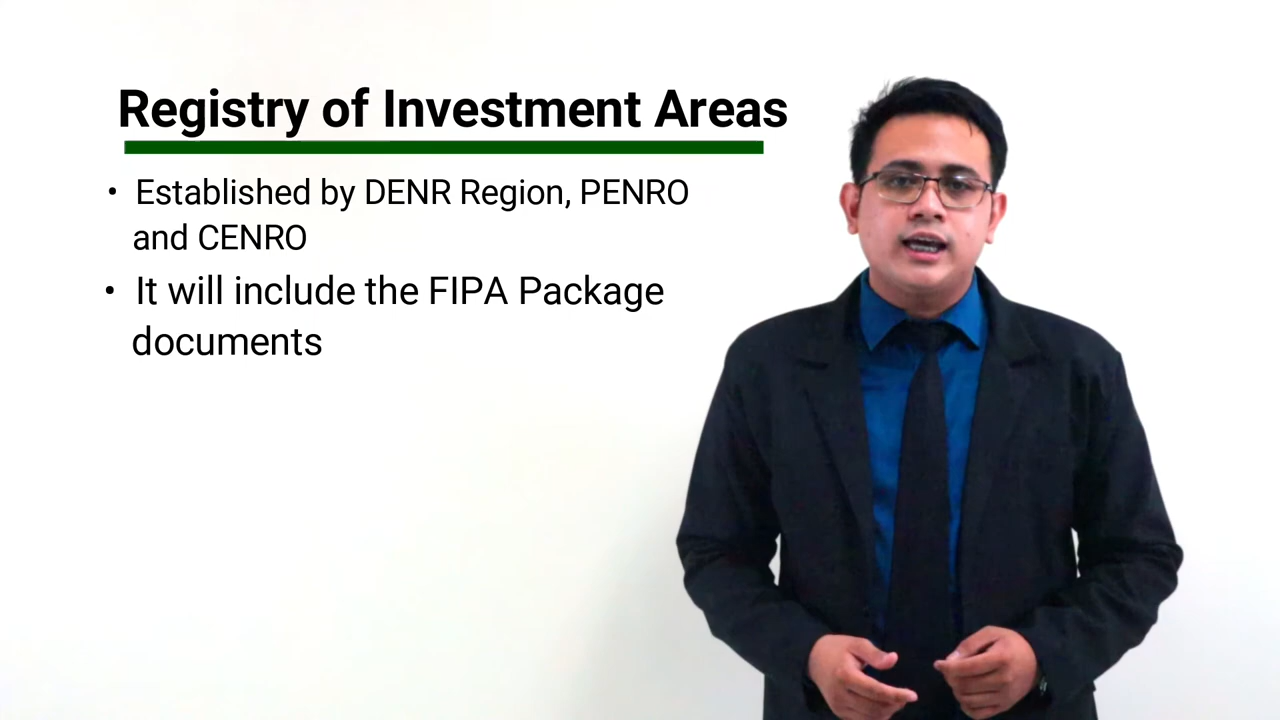 Registry of Investment Areas
• Established by DENR Region, PENRO
and CENRO
• It will include the FIPA Package
documents